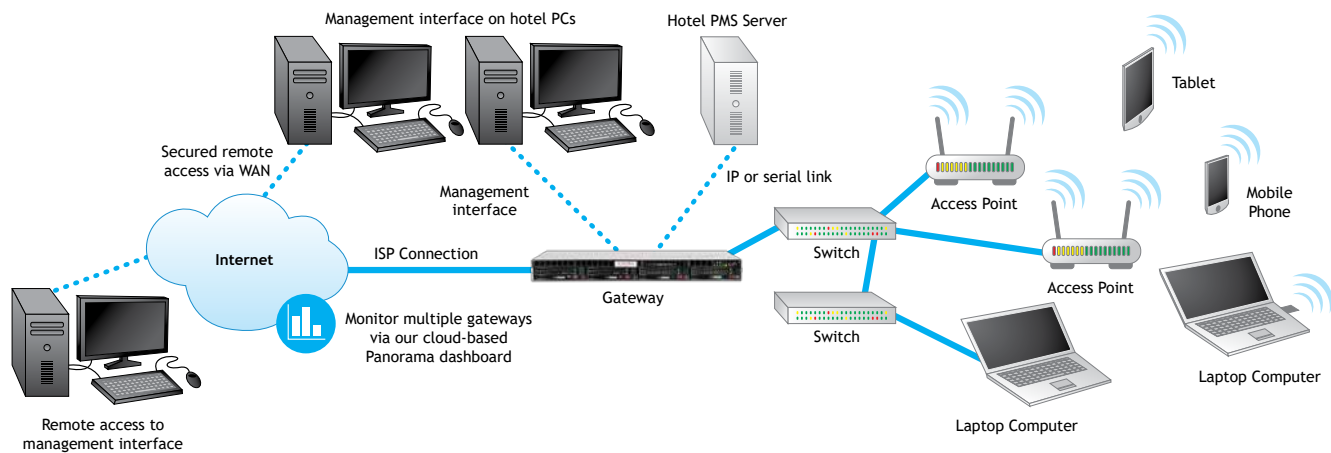 Management interface on hotel PCs
Hotel PMS Server
Tablet
Secured remote
access via WAN
Management
interface
IP or serial link
Access Point
Mobile
Phone
Internet
ISP Connection
Switch
Gateway
Access Point
Monitor multiple gateways
via our cloud-based
Panorama dashboard
Switch
Laptop Computer
Laptop Computer
Remote access to
management interface